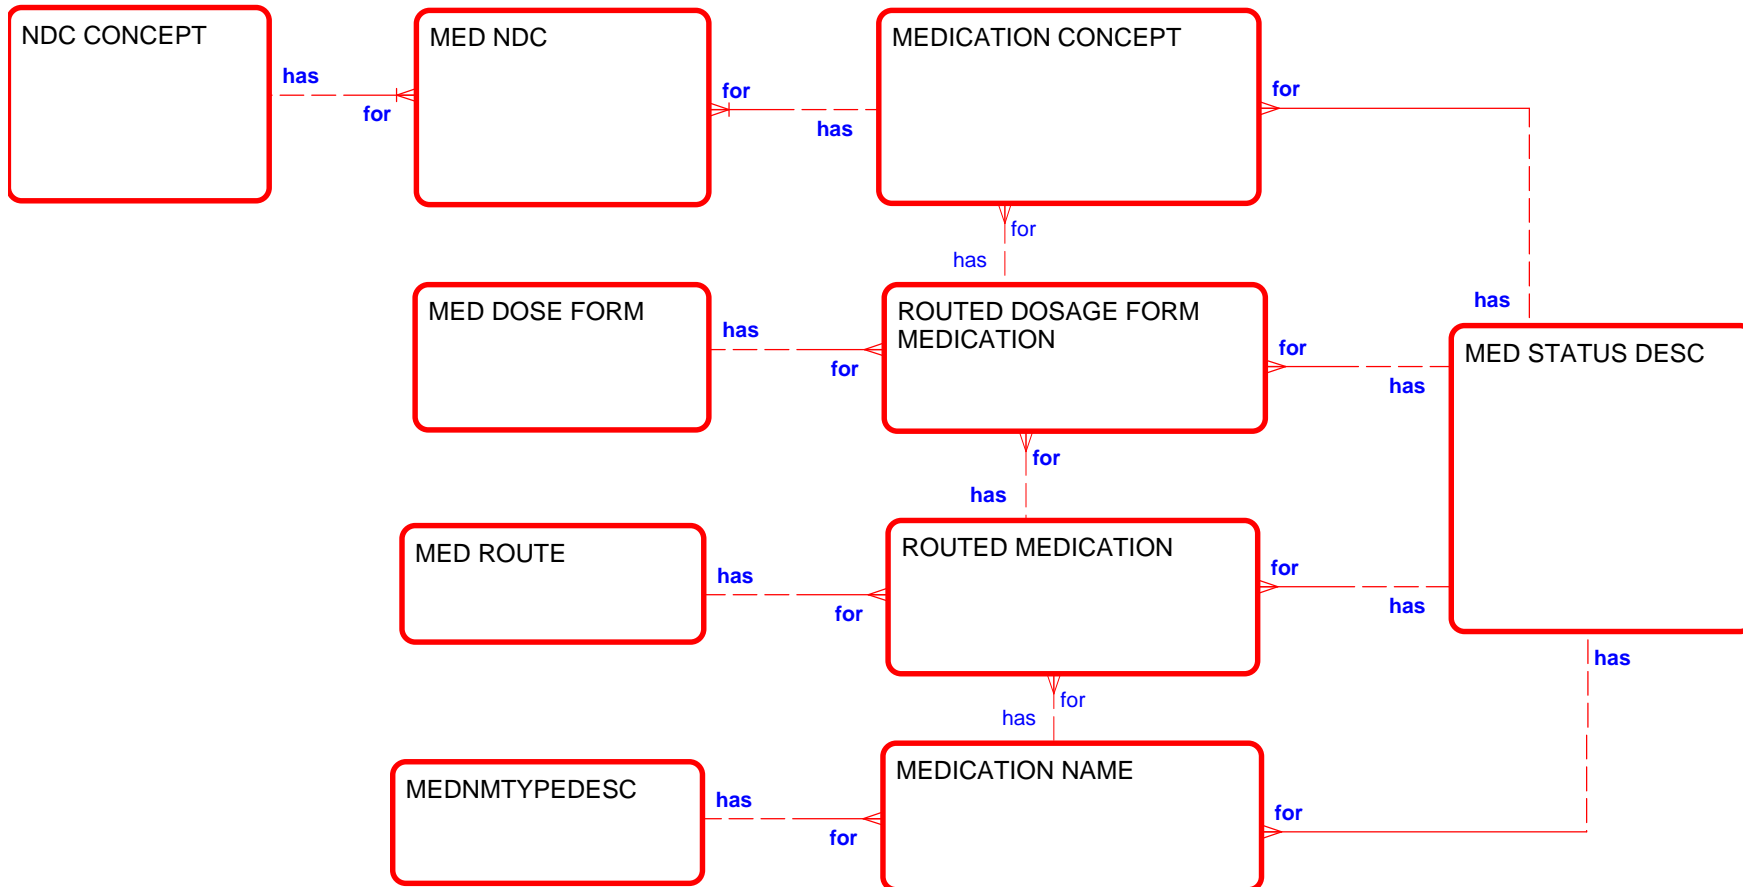 NDC CONCEPT
MED NDC
MEDICATION CONCEPT
has
for
for
has
for
for
has
has
MED DOSE FORM
ROUTED DOSAGE FORM
MEDICATION
has
for
for
has
MED STATUS DESC
for
has
MED ROUTE
ROUTED MEDICATION
has
for
for
has
has
for
has
MEDNMTYPEDESC
MEDICATION NAME
has
for
for